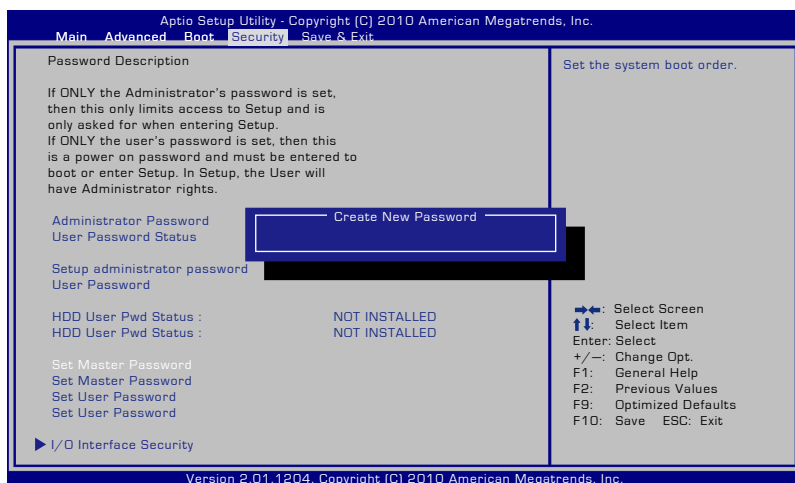 Aptio Setup Utility - Copyright (C) 2010 American Megatrends, Inc.
Main Advanced Boot Security Save & Exit
Password Description
If ONLY the Administrator's password is set,
then this only limits access to Setup and is
only asked for when entering Setup.
If ONLY the user's password is set, then this
is a power on password and must be entered to
boot or enter Setup. In Setup, the User will
have Administrator rights.
Administrator Password
User Password Status
Create New Password
Setup administrator password
User Password
HDD User Pwd Status : NOT INSTALLED
HDD User Pwd Status : NOT INSTALLED
Set Master Password
Set Master Password
Set User Password
Set User Password
I/O Interface Security
Set the system boot order.
: Select Screen
: Select Item
Enter: Select
+/—: Change Opt.
F1: General Help
F2: Previous Values
F9: Optimized Defaults
F10: Save ESC: Exit
Version 2.01.1204. Copyright (C) 2010 American Megatrends, Inc.